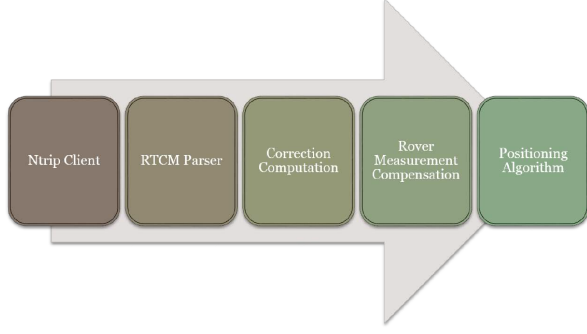 Ntrip Client
RTCM Parser
Correction
Computation
Rover
Measurement
Compensation
Positioning
Algorithm